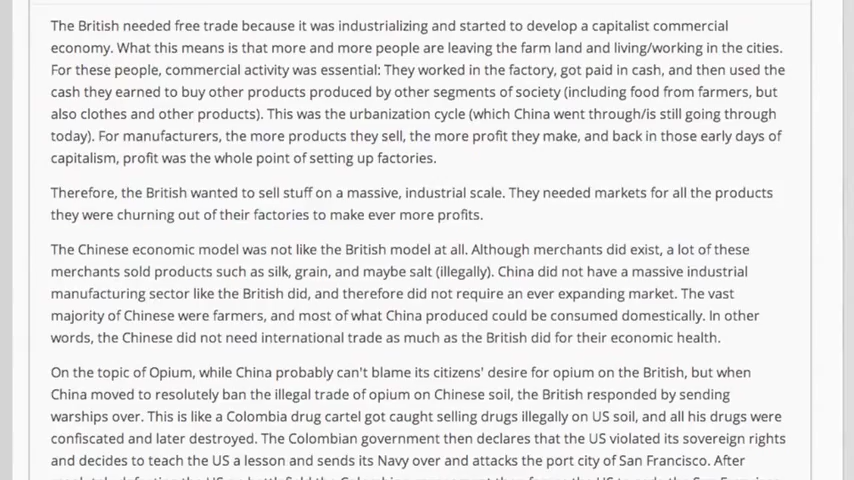 The British needed free trade because it was industrializing and started to develop a capitalist commercial
economy. What this means is that more and more people are leaving the farm land and living/working in the cities.
For these people, commercial activity was essential: They worked in the factory, got paid in cash, and then used the
cash they earned to buy other products produced by other segments of society (including food from farmers, but
also clothes and other products). This was the urbanization cycle (which China went through/is still going through
today). For manufacturers, the more products they sell, the more profit they make, and back in those early days of
capitalism, profit was the whole point of setting up factories.
Therefore, the British wanted to sell stuff on a massive, industrial scale. They needed markets for all the products
they were churning out of their factories to make ever more profits.
The Chinese economic model was not like the British model at all. Although merchants did exist, a lot of these
merchants sold products such as silk, grain, and maybe salt (illegally). China did not have a massive industrial
manufacturing sector like the British did, and therefore did not require an ever expanding market. The vast
majority of Chinese were farmers, and most of what China produced could be consumed domestically. In other
words, the Chinese did not need international trade as much as the British did for their economic health.
On the topic of Opium, while China probably can't blame its citizens' desire for opium on the British, but when
China moved to resolutely ban the illegal trade of opium on Chinese soil, the British responded by sending
warships over. This is like a Colombia drug cartel got caught selling drugs illegally on US soil, and all his drugs were
confiscated and later destroyed. The Colombian government then declares that the US violated its sovereign rights
and decides to teach the US a lesson and sends its Navy over and attacks the port city of San Francisco. After